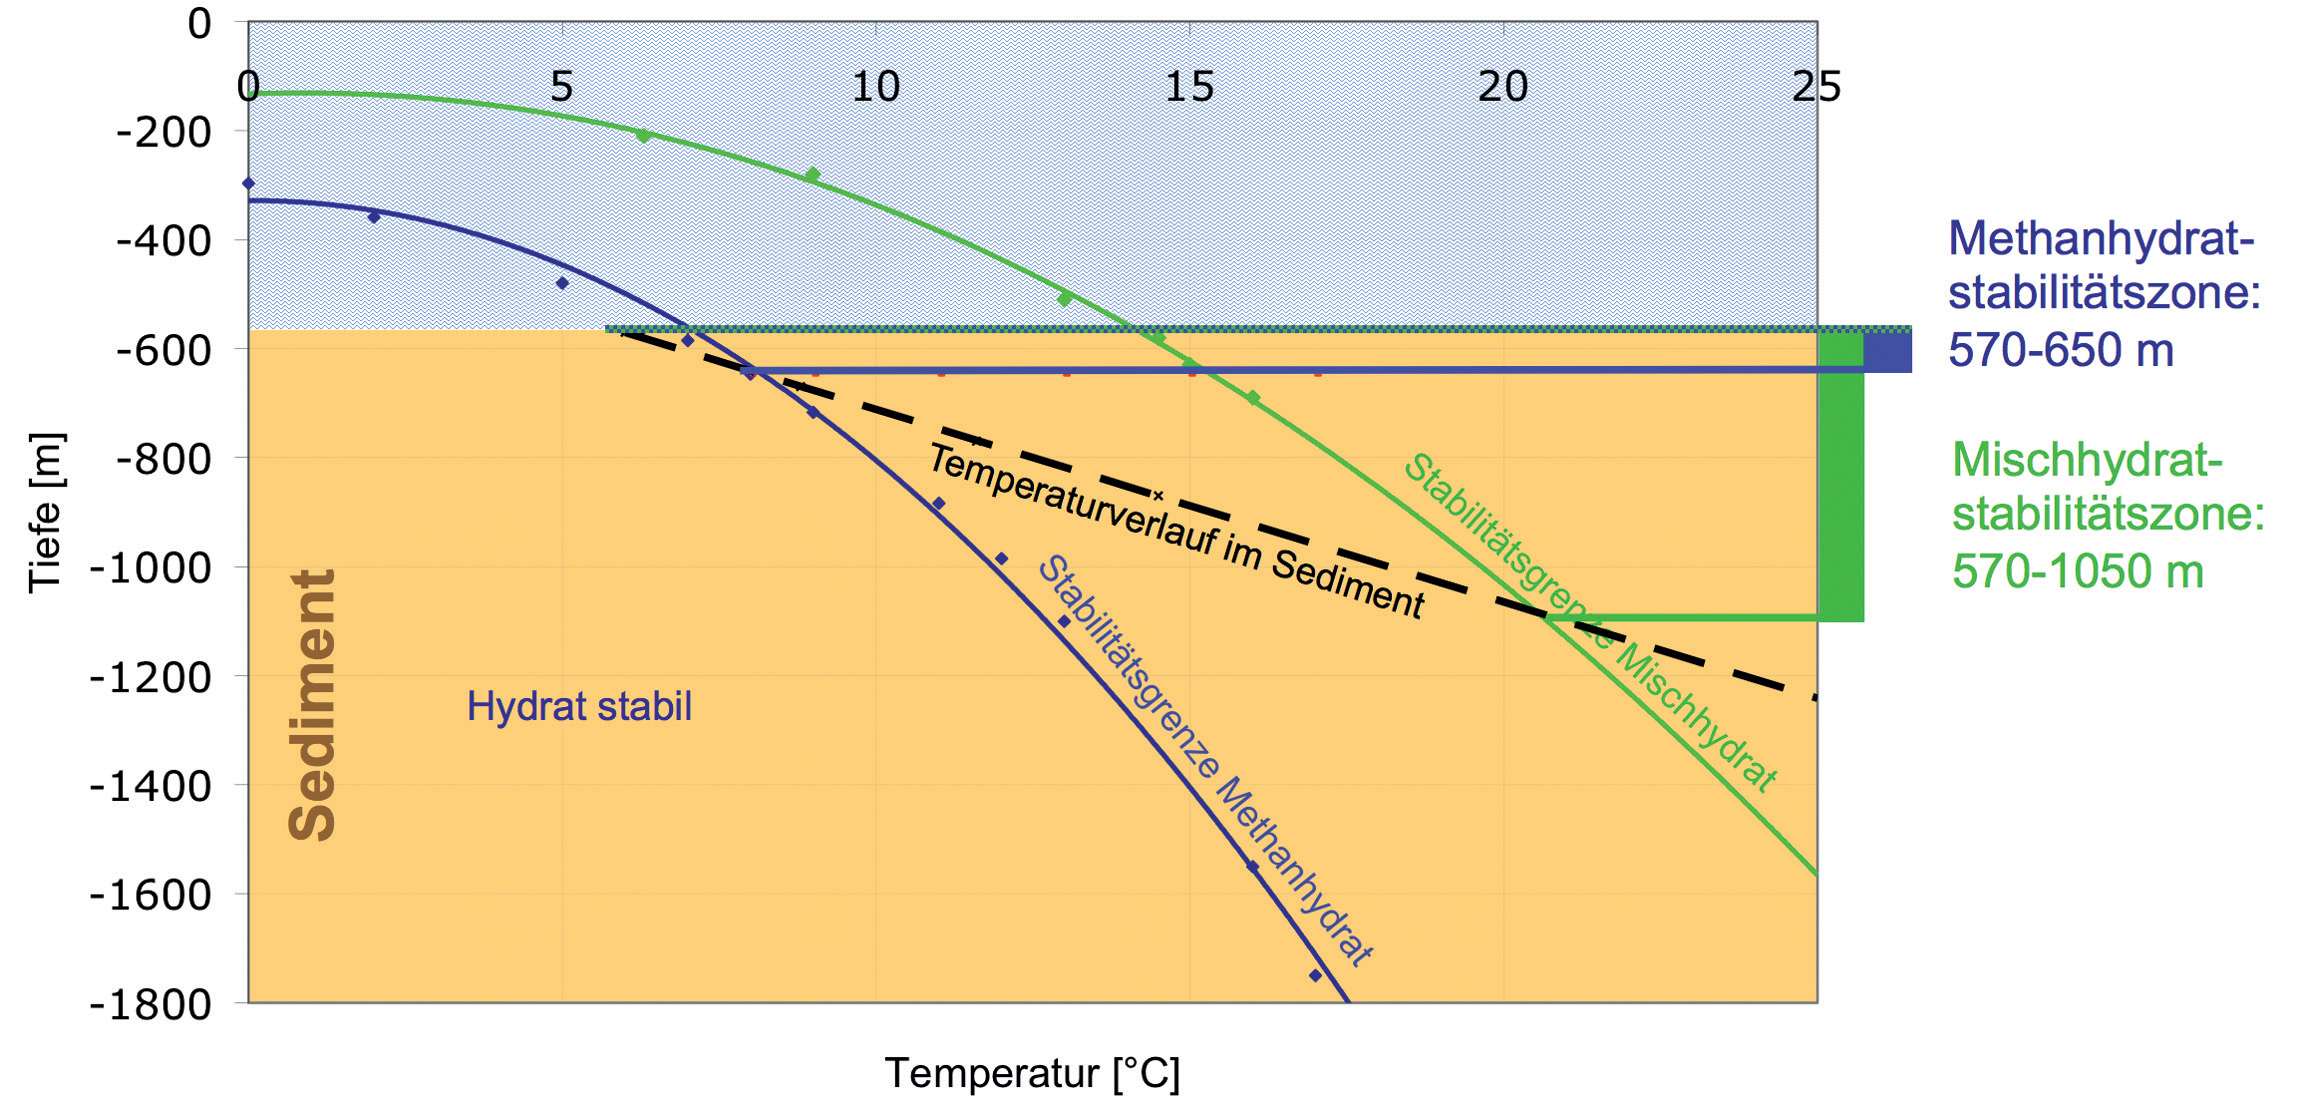 0
0 5 10 15 20 25
-200
-400
-600
-800
-1000
-1200
-1400
-1600
-1800
Tiefe [m]
Temperatur [°C]
Sediment
Hydrat stabil
Temperaturverlauf im Sediment
Stabilitätsgrenze Methanhydrat
Stabilitätsgrenze Mischhydrat
Methanhydrat-
stabilitätszone:
570-650 m
Mischhydrat-
stabilitätszone:
570-1050 m